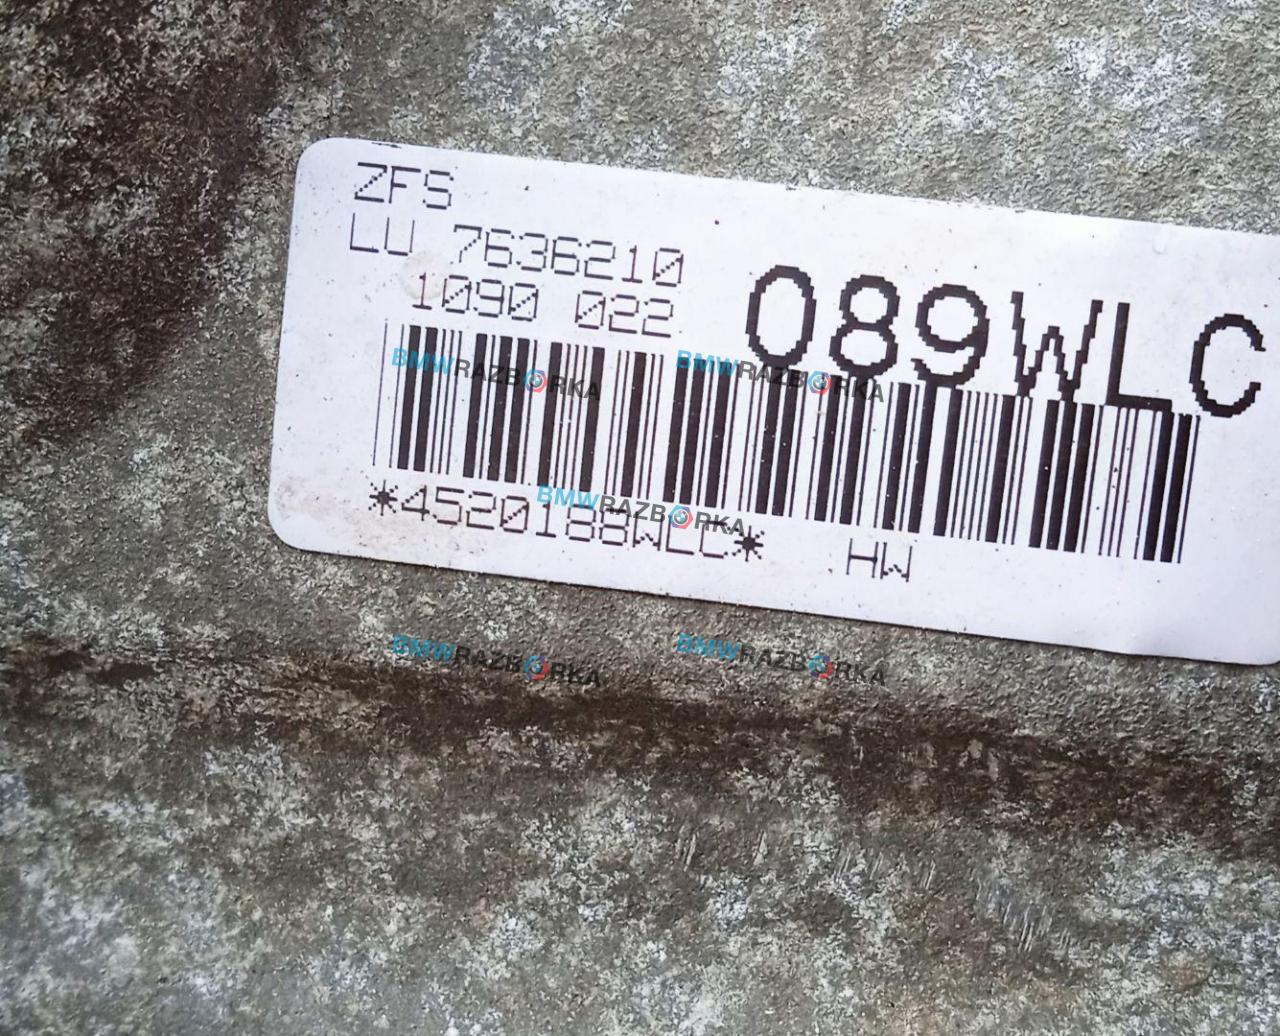 ZFS
LU 7636210
1090 022
089WLC
*4520188WLC* HW
BMWRAZBORKA
BMWRAZBORKA
BMWRAZBORKA
BMWRAZBORKA
BMWRAZBORKA